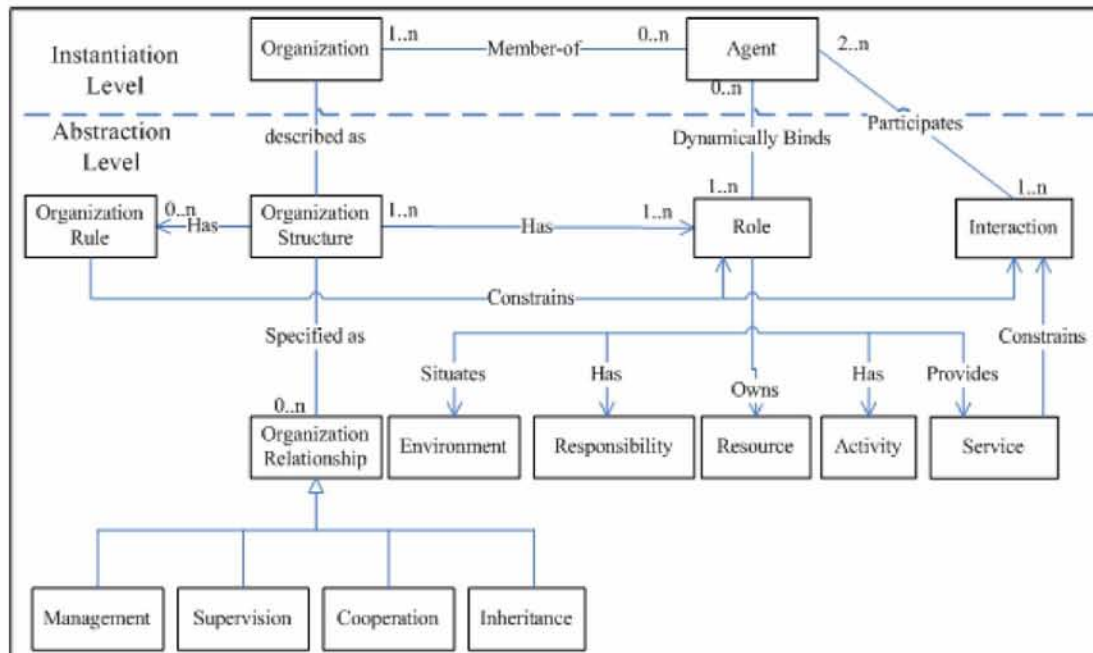 Instantiation
Level
Organization
1..n
Member-of
0..n
Agent
2..n
0..n
Abstraction
Level
described as
Dynamically Binds
Participates
Organization
Rule
0..n
Has
Organization
Structure
1..n
Has
1..n
1..n
Role
1..n
Interaction
Constrains
Specified as
Constrains
Situates
Has
Owns
Has
Provides
0..n
Organization
Relationship
Environment
Responsibility
Resource
Activity
Service
Management
Supervision
Cooperation
Inheritance